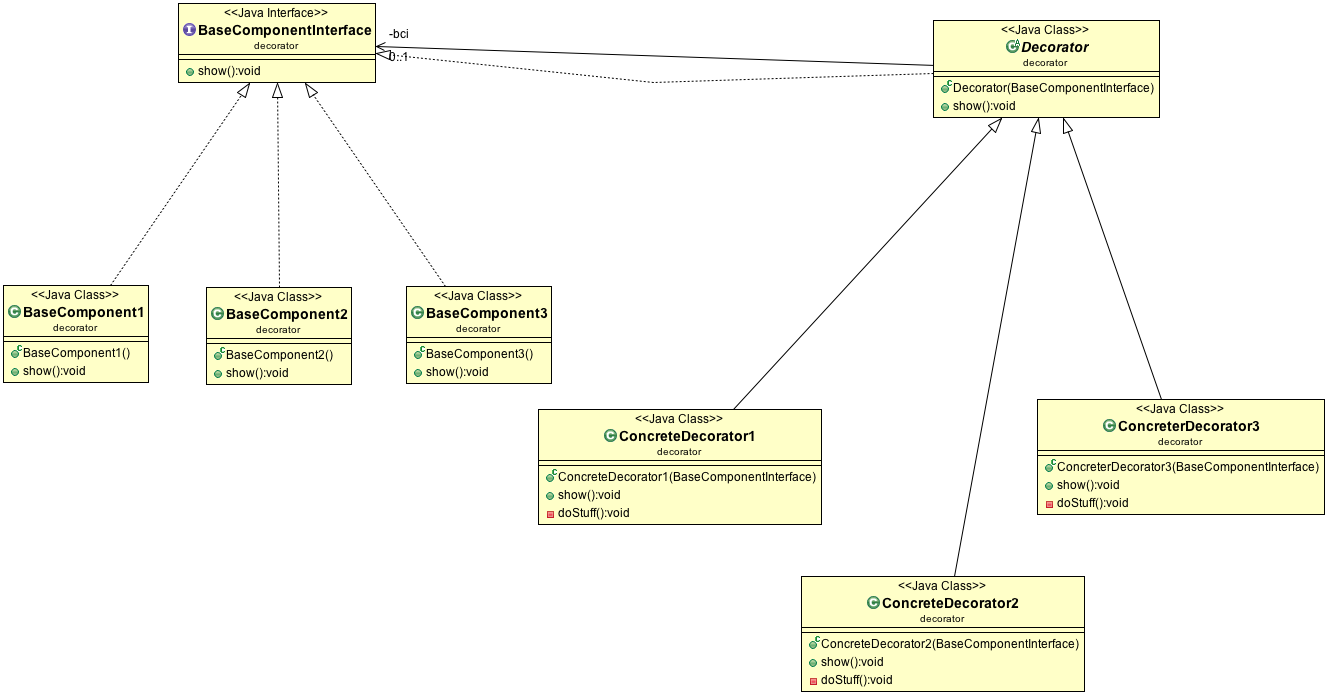 <<Java Interface>>
BaseComponentInterface
decorator
show():void
-bci
0..1
<<Java Class>>
Decorator
decorator
Decorator(BaseComponentInterface)
show():void
<<Java Class>>
BaseComponent1
decorator
BaseComponent1()
show():void
<<Java Class>>
BaseComponent2
decorator
BaseComponent2()
show():void
<<Java Class>>
BaseComponent3
decorator
BaseComponent3()
show():void
<<Java Class>>
ConcreteDecorator1
decorator
ConcreteDecorator1(BaseComponentInterface)
show():void
doStuff():void
<<Java Class>>
ConcreterDecorator3
decorator
ConcreterDecorator3(BaseComponentInterface)
show():void
doStuff():void
<<Java Class>>
ConcreteDecorator2
decorator
ConcreteDecorator2(BaseComponentInterface)
show():void
doStuff():void